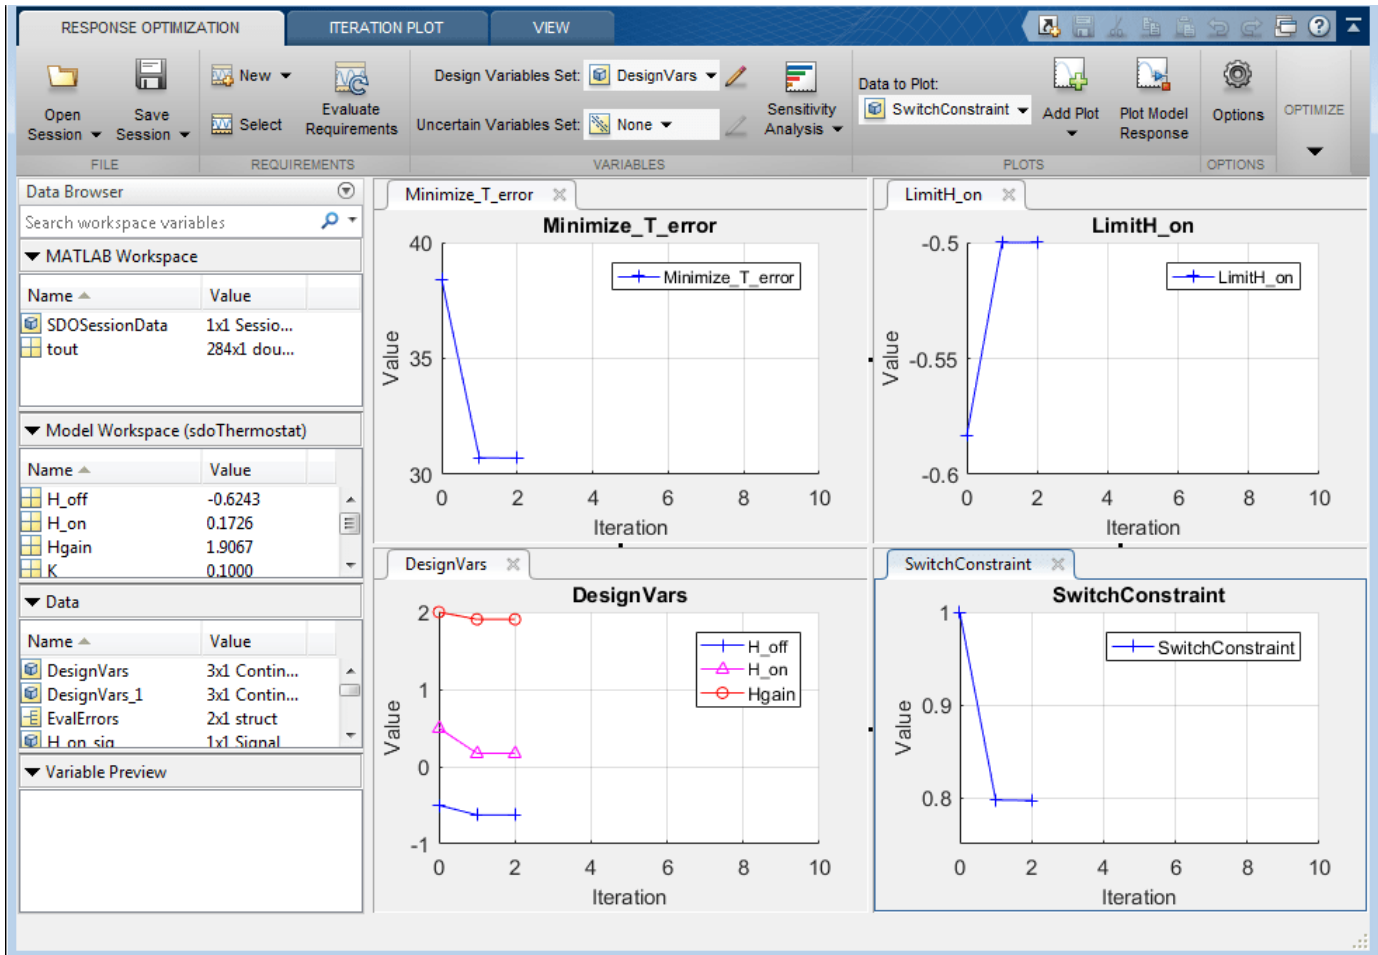 RESPONSE OPTIMIZATION
ITERATION PLOT
VIEW
Open
Session
Save
Session
FILE
New
Select
Evaluate
Requirements
REQUIREMENTS
Design Variables Set: DesignVars
Uncertain Variables Set: None
Sensitivity
Analysis
VARIABLES
Data to Plot:
SwitchConstraint
Add Plot
Plot Model
Response
PLOTS
Options
OPTIONS
OPTIMIZE
Data Browser
Search workspace variables
MATLAB Workspace
Name Value
SDOSessionData 1x1 Sessio...
tout 284x1 dou...
Model Workspace (sdoThermostat)
Name Value
H_off -0.6243
H_on 0.1726
Hgain 1.9067
K 0.1000
Data
Name Value
DesignVars 3x1 Contin...
DesignVars_1 3x1 Contin...
EvalErrors 2x1 struct
H_on_sig 1x1 Signal
Variable Preview
Minimize_T_error
Minimize_T_error
Minimize_T_error
Value
40
35
30
0 2 4 6 8 10
Iteration
LimitH_on
LimitH_on
LimitH_on
Value
-0.5
-0.55
-0.6
0 2 4 6 8 10
Iteration
DesignVars
DesignVars
H_off
H_on
Hgain
Value
2
1
0
-1
0 2 4 6 8 10
Iteration
SwitchConstraint
SwitchConstraint
SwitchConstraint
Value
1
0.9
0.8
0 2 4 6 8 10
Iteration